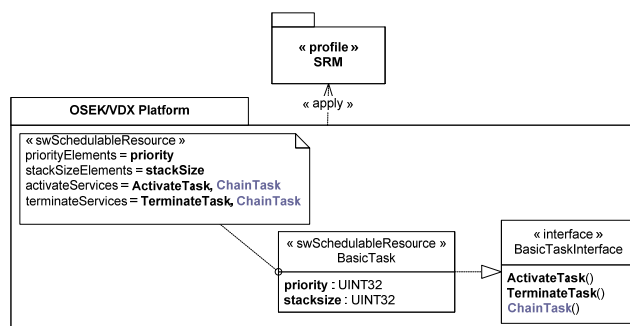 « profile »
SRM
« apply »
OSEK/VDX Platform
« swSchedulableResource »
priorityElements = priority
stackSizeElements = stackSize
activateServices = ActivateTask, ChainTask
terminateServices = TerminateTask, ChainTask
« swSchedulableResource »
BasicTask
priority : UINT32
stacksize : UINT32
« interface »
BasicTaskInterface
ActivateTask()
TerminateTask()
ChainTask()